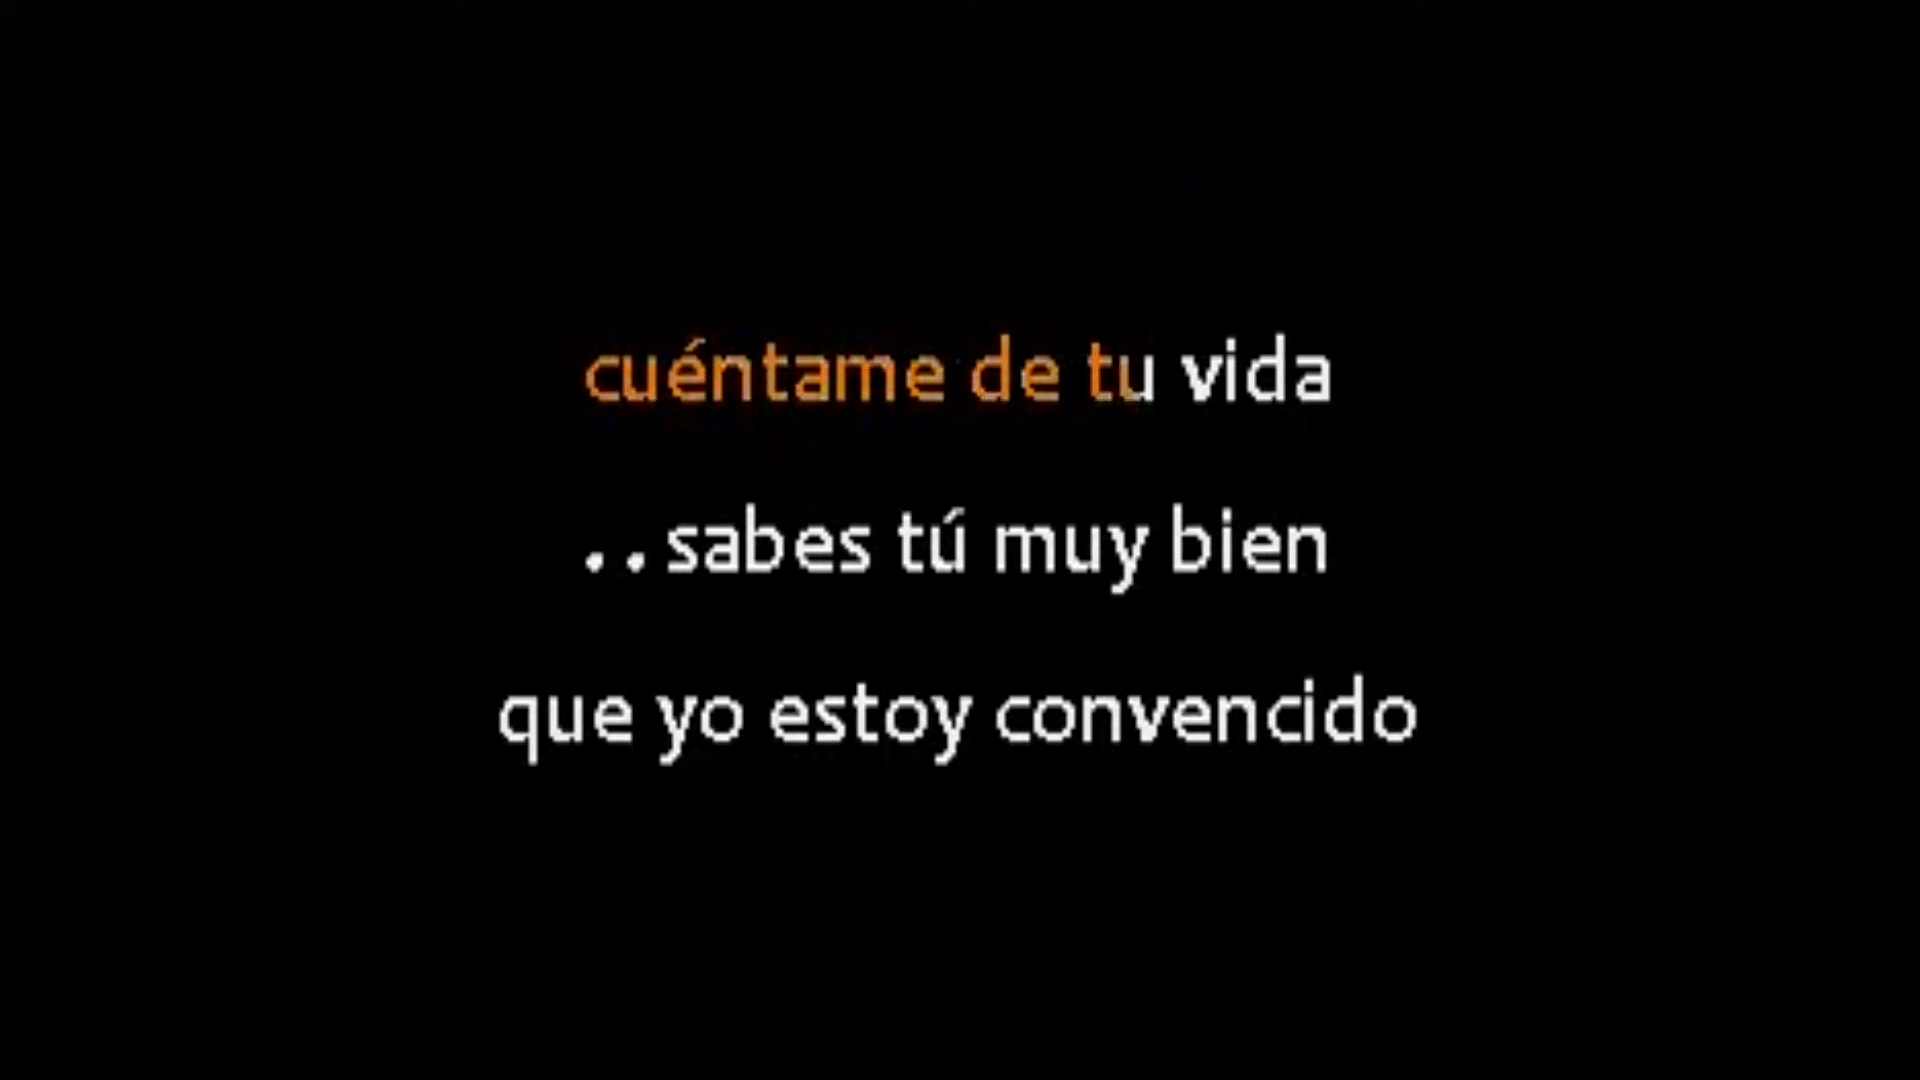 cuéntame de tu vida
..sabes tú muy bien
que yo estoy convencido